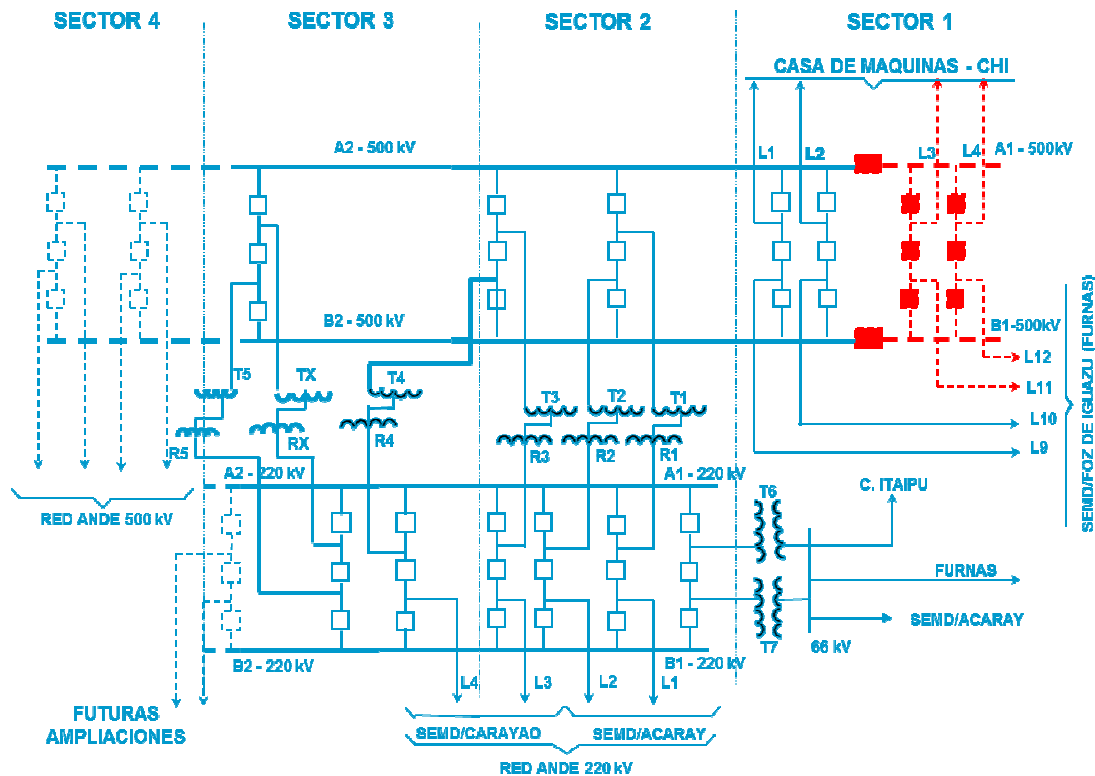 SECTOR 4
SECTOR 3
SECTOR 2
SECTOR 1
CASA DE MAQUINAS - CHI
A2 - 500 kV
L1
L2
L3
L4
A1 - 500kV
B2 - 500 kV
B1-500kV
L12
L11
L10
L9
SEMD/FOZ DE IGUAZU (FURNAS)
T5
TX
T4
T3
T2
T1
R5
RX
R4
R3
R2
R1
A2 - 220 kV
A1 - 220 kV
RED ANDE 500 kV
T6
C. ITAIPU
FURNAS
SEMD/ACARAY
T7
66 kV
B2 - 220 kV
B1 - 220 kV
L4
L3
L2
L1
FUTURAS
AMPLIACIONES
SEMD/CARAYAO
SEMD/ACARAY
RED ANDE 220 kV